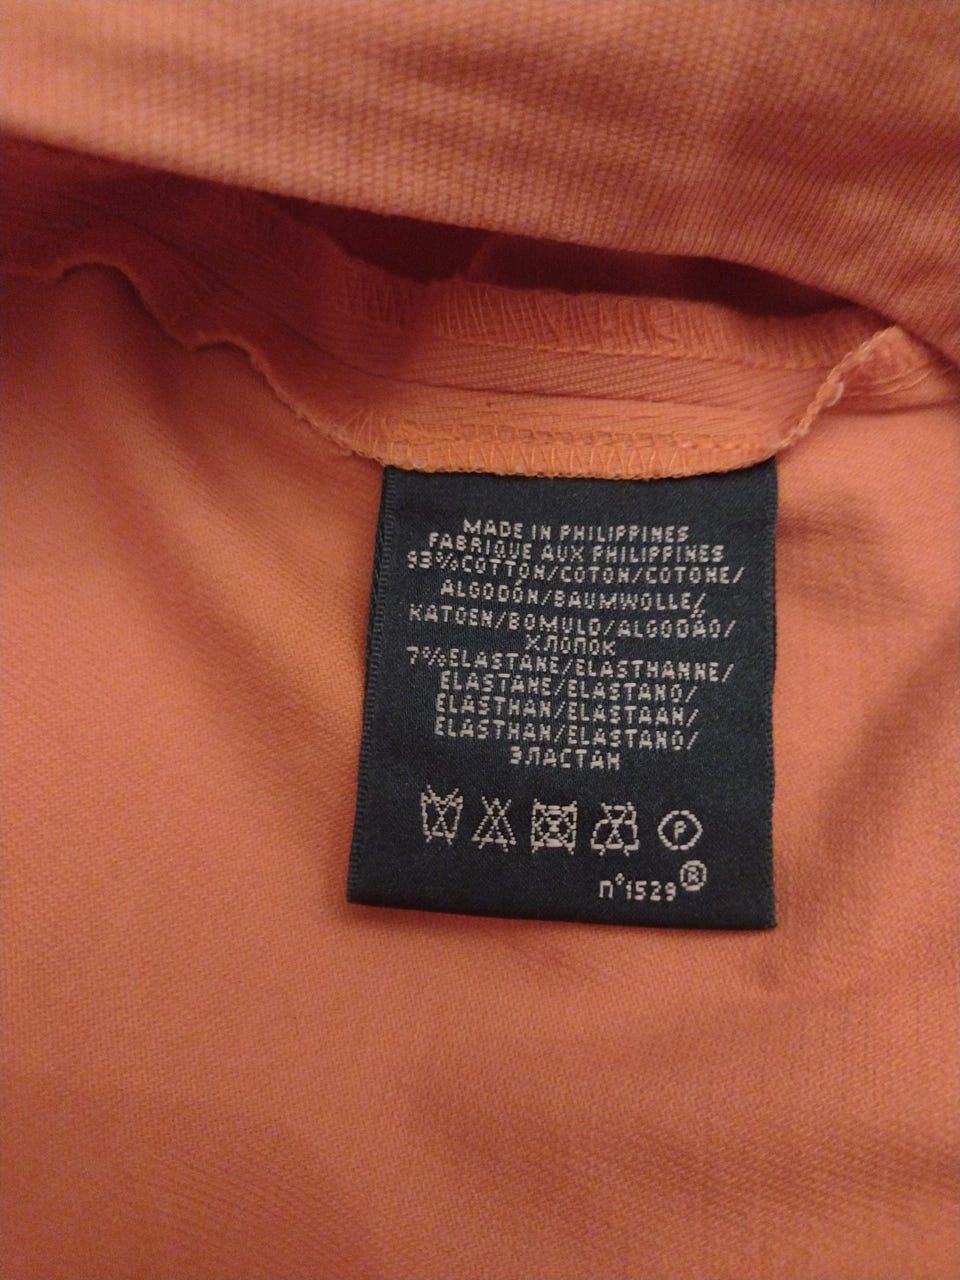 MADE IN PHILIPPINES
FABRIQUE AUX PHILIPPINES
93%COTTON/COTON/COTONE/
ALGODÓN/BAUMWOLLE/
KATOEN/BOMULD/ALGODÃO/
ХЛОПОК
7%ELASTANE/ELASTHANNE/
ELASTANE/ELASTANO/
ELASTHAN/ELASTAAN/
ELASTHAN/ELASTANO/
ЭЛАСТАН
P
n°1529®